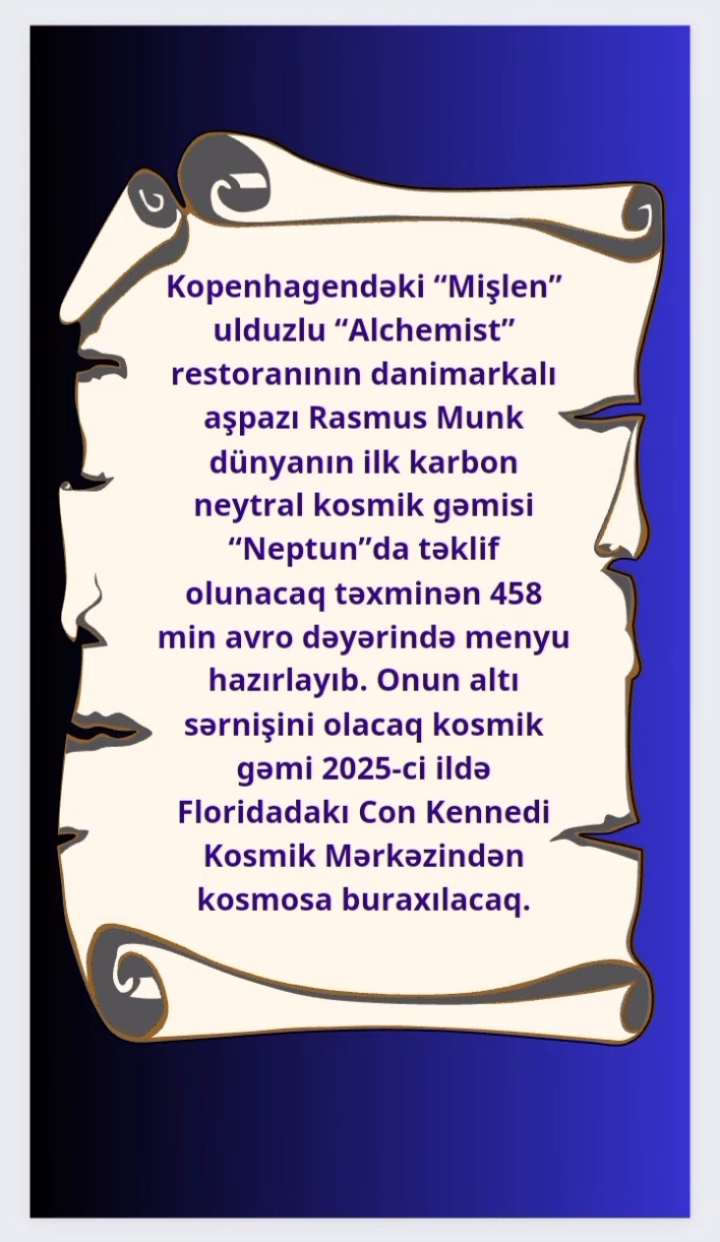 Kopenhagendəki “Mişlen”
ulduzlu “Alchemist”
restoranının danimarkalı
aşpazı Rasmus Munk
dünyanın ilk karbon
neytral kosmik gəmisi
“Neptun”da təklif
olunacaq təxminən 458
min avro dəyərində menyu
hazırlayıb. Onun altı
sərnişini olacaq kosmik
gəmi 2025-ci ildə
Floridadakı Con Kennedi
Kosmik Mərkəzindən
kosmosa buraxılacaq.